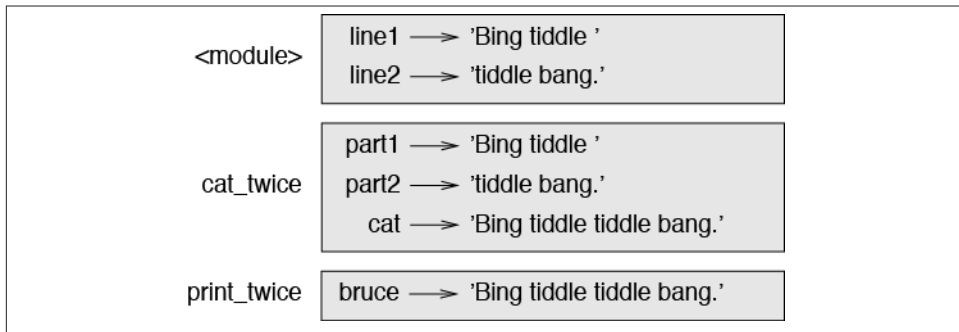 <module>
line1 ⟶ ’Bing tiddle ’
line2 ⟶ ’tiddle bang.’
cat_twice
part1 ⟶ ’Bing tiddle ’
part2 ⟶ ’tiddle bang.’
cat ⟶ ’Bing tiddle tiddle bang.’
print_twice
bruce ⟶ ’Bing tiddle tiddle bang.’